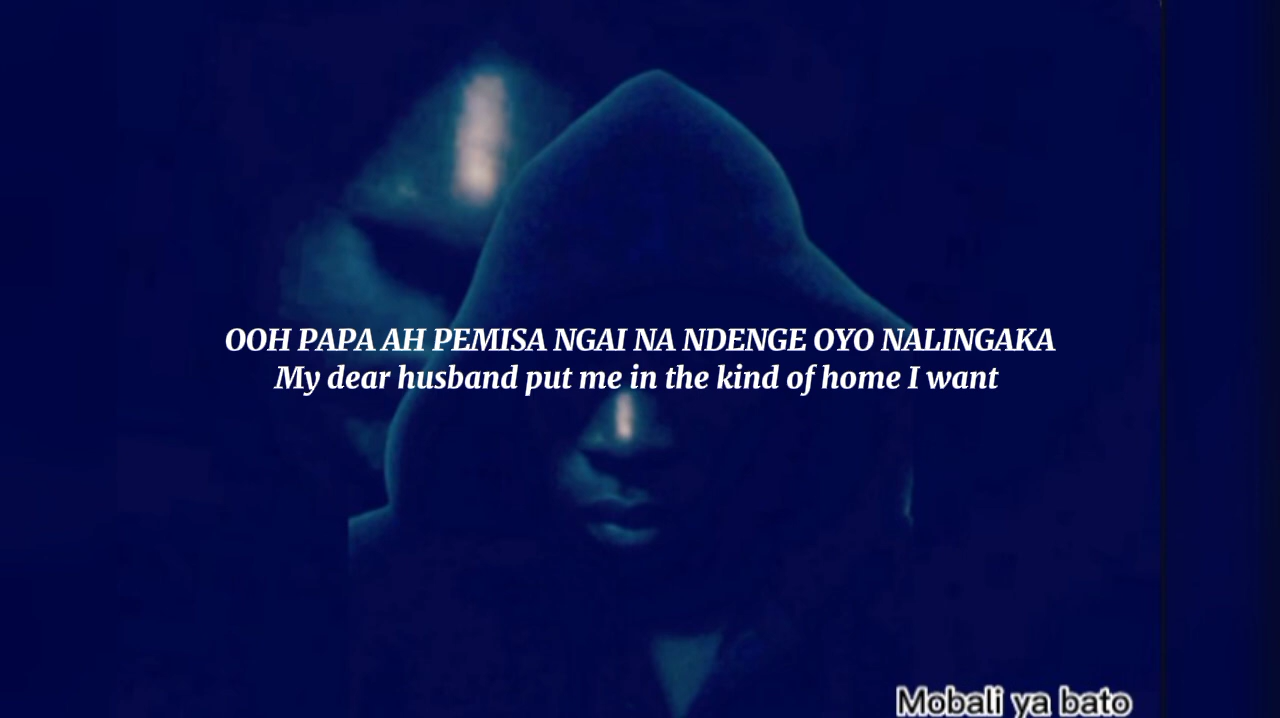 OOH PAPA AH PEMISA NGAI NA NDENGE OYO NALINGAKA
My dear husband put me in the kind of home I want
Mobali ya bato